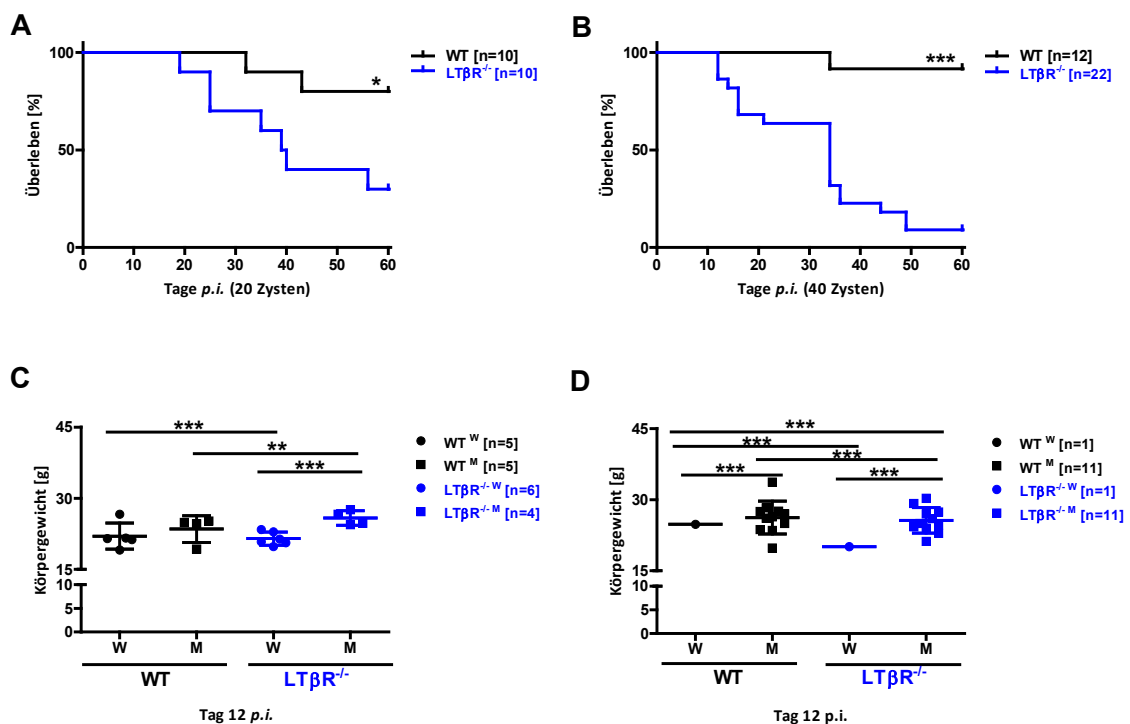 A
WT [n=10]
LTβR-/- [n=10]
Überleben [%]
100
50
0
*
0 10 20 30 40 50 60
Tage p.i. (20 Zysten)
B
WT [n=12]
LTβR-/- [n=22]
Überleben [%]
100
50
0
***
0 10 20 30 40 50 60
Tage p.i. (40 Zysten)
C
Körpergewicht [g]
45
30
15
10
5
0
***
**
***
WT W [n=5]
WT M [n=5]
LTβR-/- W [n=6]
LTβR-/- M [n=4]
W M W M
WT LTβR-/-
Tag 12 p.i.
D
Körpergewicht [g]
45
30
15
10
5
0
***
***
***
***
***
WT W [n=1]
WT M [n=11]
LTβR-/- W [n=1]
LTβR-/- M [n=11]
W M W M
WT LTβR-/-
Tag 12 p.i.